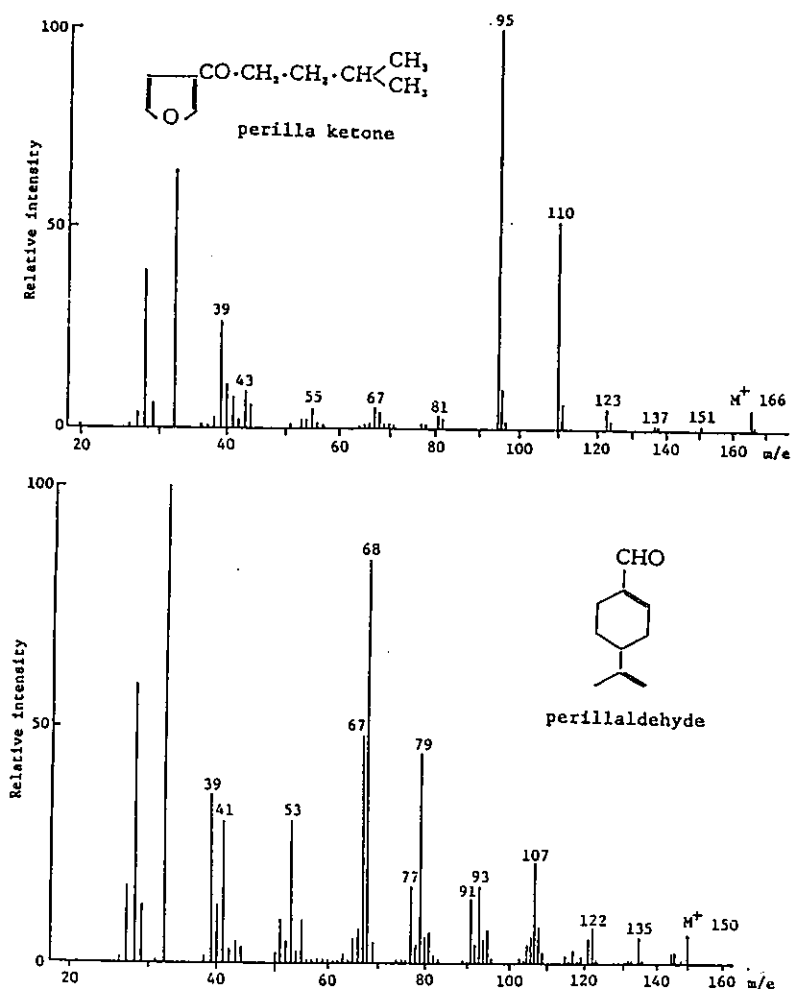 100
95
CO·CH₂·CH₂·CH
CH₃
CH₃
O
perilla ketone
Relative intensity
50
110
39
43
55
67
81
123
137
151
M⁺ 166
0
20 40 60 80 100 120 140 160 m/e
100
68
CHO
perillaldehyde
Relative intensity
50
67
79
39
41
53
77
91
93
107
122
135
M⁺ 150
0
20 40 60 80 100 120 140 160 m/e